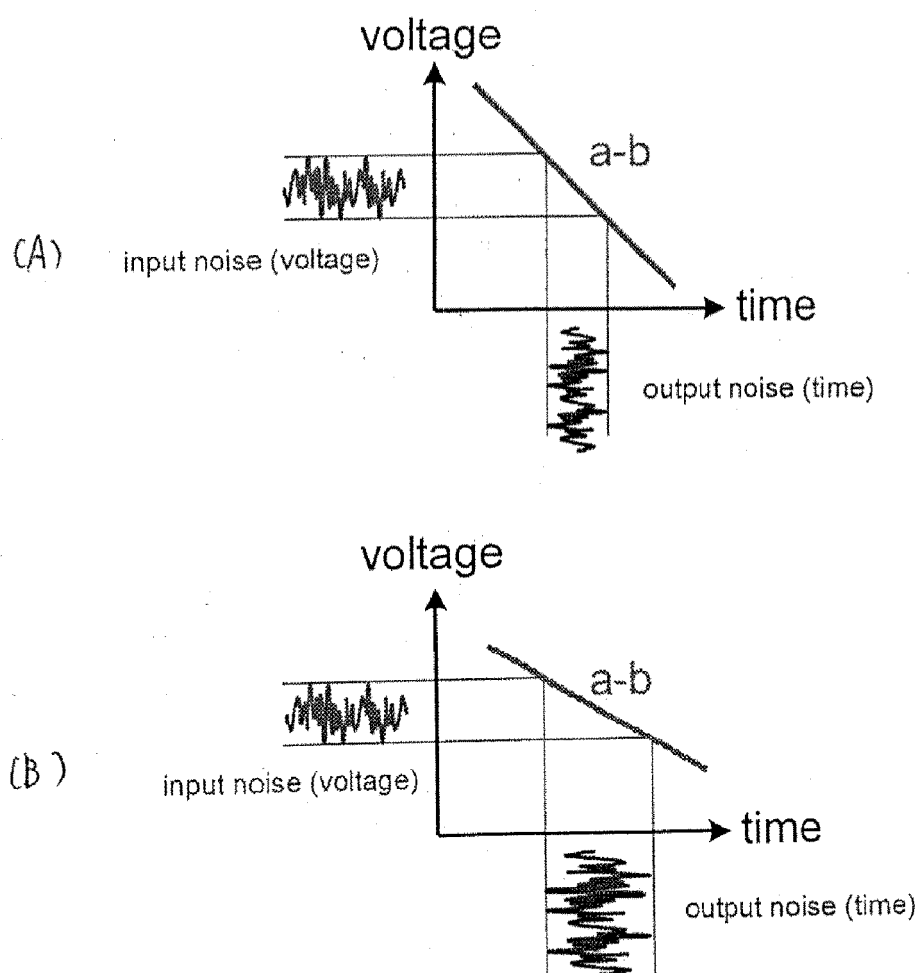 voltage
a-b
(A)
input noise (voltage)
time
output noise (time)
voltage
a-b
(B)
input noise (voltage)
time
output noise (time)